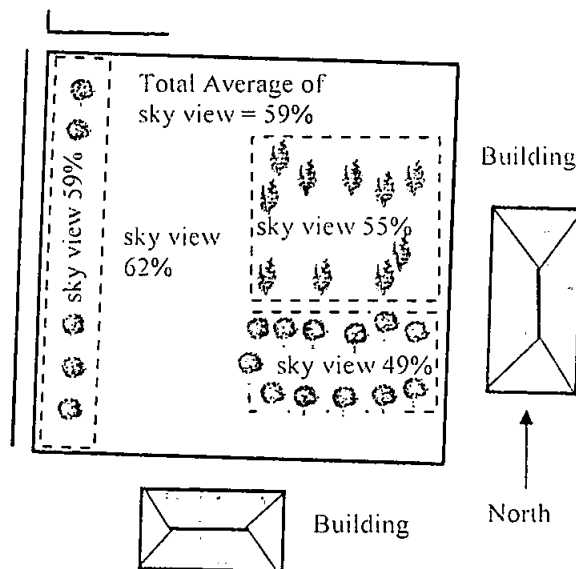 Total Average of
sky view = 59%
Building
sky view 59%
sky view 55%
sky view
62%
sky view 49%
Building
North